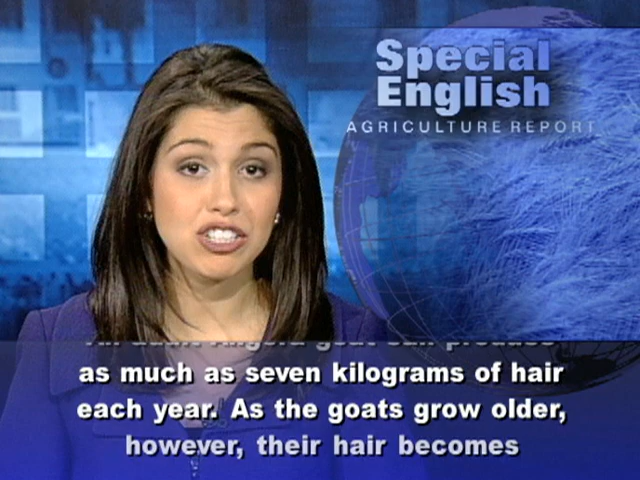 Special
English
AGRICULTURE REPORT
as much as seven kilograms of hair
each year. As the goats grow older,
however, their hair becomes